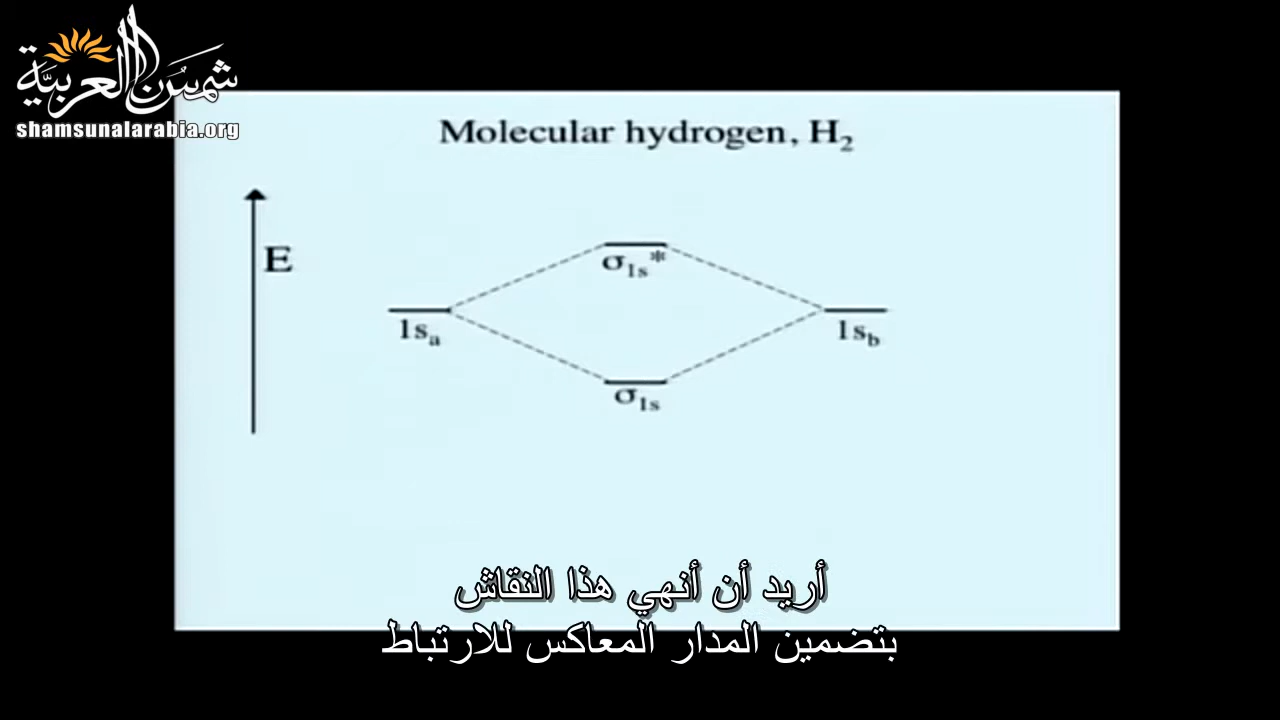 شمس العربية
shamsunalarabia.org
Molecular hydrogen, H₂
E
σ₁ₛ*
1sₐ
1s_b
σ₁ₛ
أريد أن أنهي هذا النقاش
بتضمين المدار المعاكس للارتباط